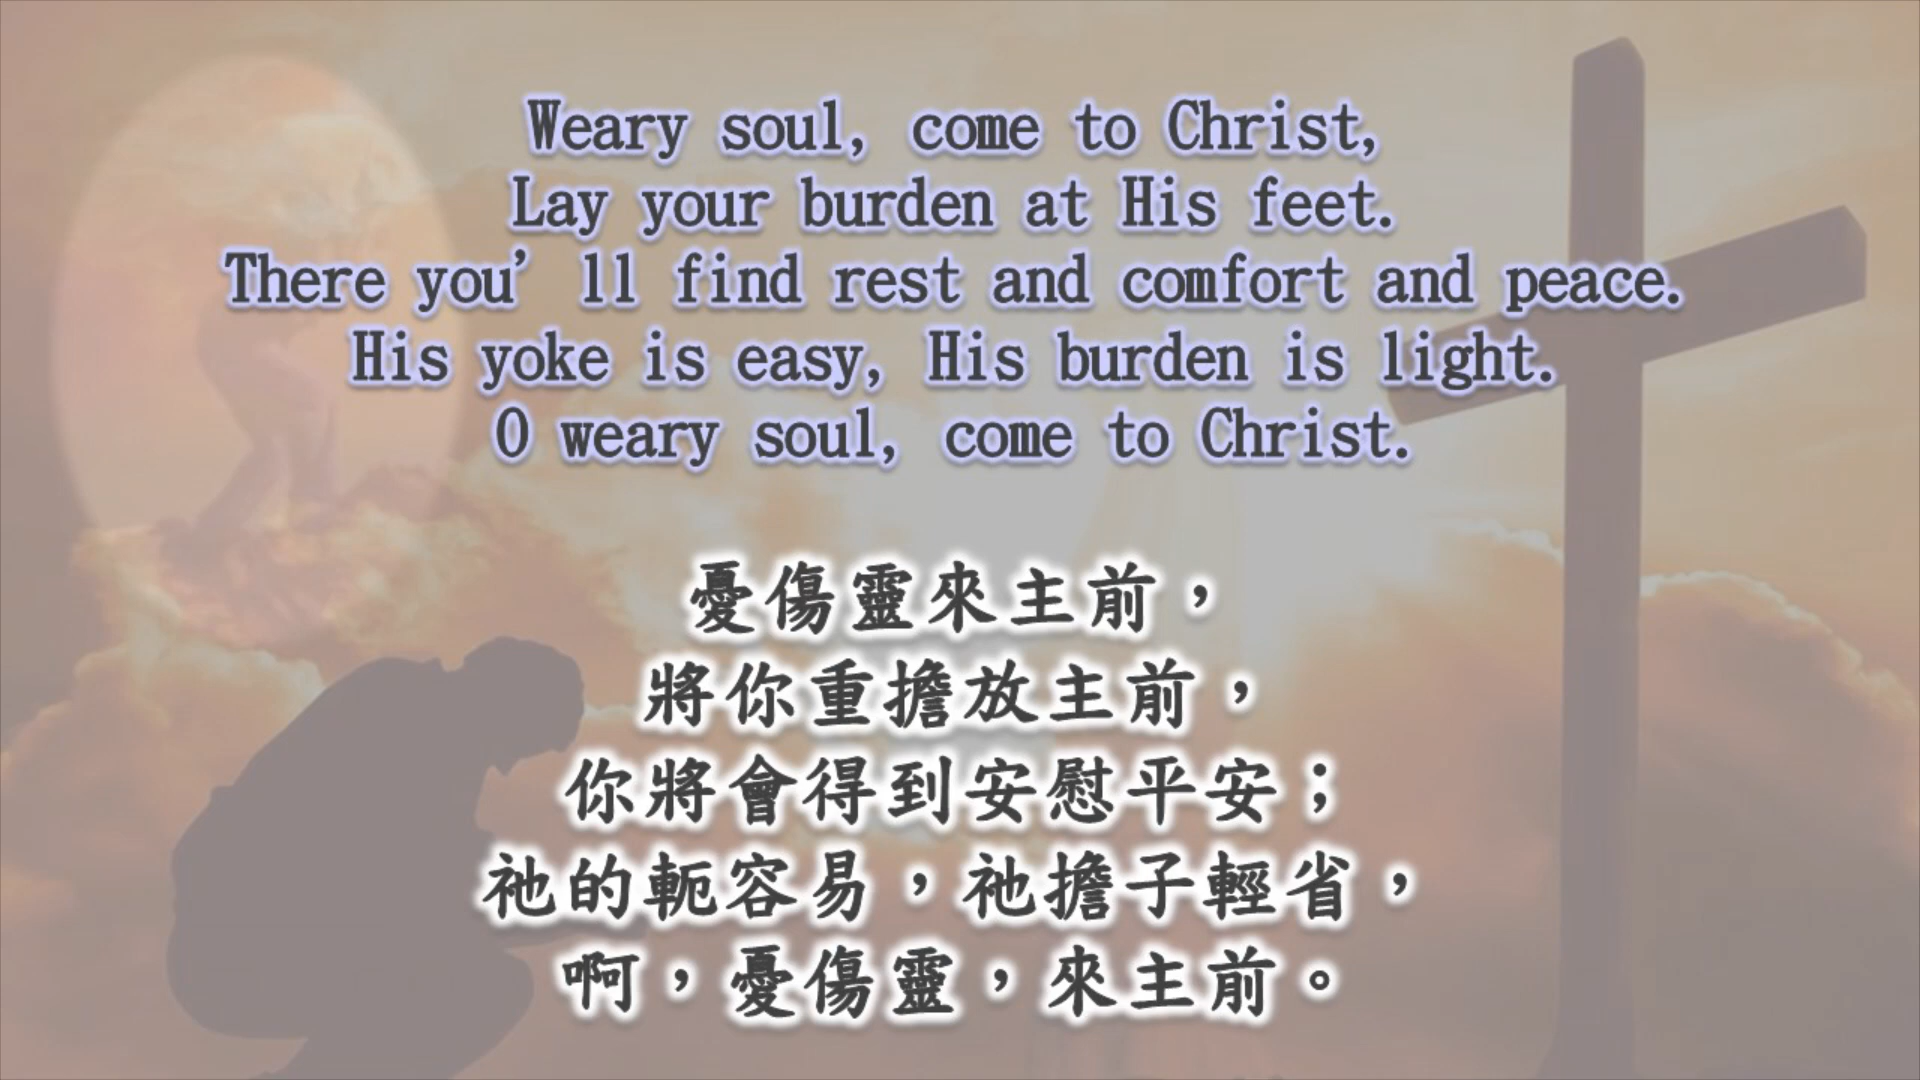 Weary soul, come to Christ,
Lay your burden at His feet.
There you’ll find rest and comfort and peace.
His yoke is easy, His burden is light.
O weary soul, come to Christ.
憂傷靈來主前，
將你重擔放主前，
你將會得到安慰平安；
祂的軛容易，祂擔子輕省，
啊，憂傷靈，來主前。